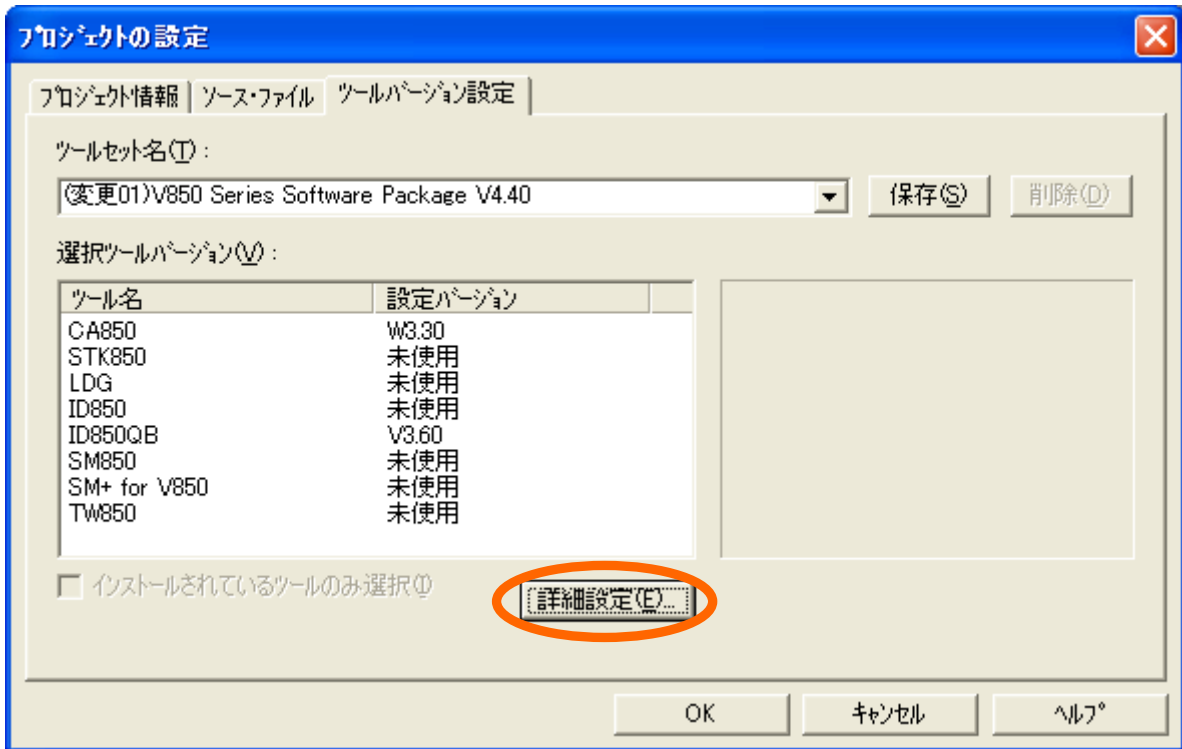 プロジェクトの設定
プロジェクト情報 ソース・ファイル ツールバージョン設定
ツールセット名(T) :
(変更01)V850 Series Software Package V4.40 保存(S) 削除(D)
選択ツールバージョン(V) :
ツール名 設定バージョン
CA850 W3.30
STK850 未使用
LDG 未使用
ID850 未使用
ID850QB V3.60
SM850 未使用
SM+ for V850 未使用
TW850 未使用
インストールされているツールのみ選択(I) 詳細設定(E)...
OK キャンセル ヘルプ